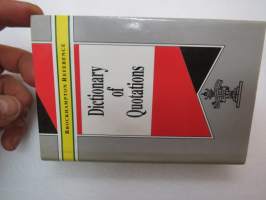 BROCKHAMPTON REFERENCE
Dictionary
of
Quotations